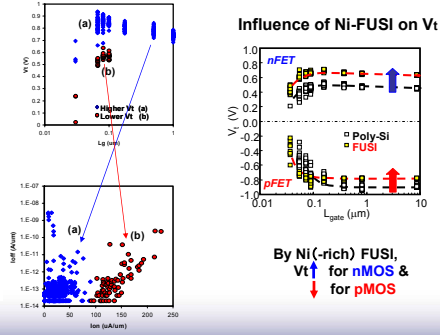 Influence of Ni-FUSI on Vt
Vt (V)
1
0.9
0.8
0.7
0.6
0.5
0.4
0.3
0.2
0.1
0
(a)
(b)
Higher Vt (a)
Lower Vt (b)
0.01
0.1
1
Lg (um)
Ioff (A/um)
1.E-07
1.E-08
1.E-09
1.E-10
1.E-11
1.E-12
1.E-13
1.E-14
(a)
(b)
0
50
100
150
200
250
Ion (uA/um)
Vt (V)
1.0
0.8
0.6
0.4
0.2
0.0
-0.2
-0.4
-0.6
-0.8
-1.0
nFET
Poly-Si
FUSI
pFET
0.01
0.1
1
10
Lgate (μm)
By Ni(-rich) FUSI,
Vt for nMOS &
for pMOS